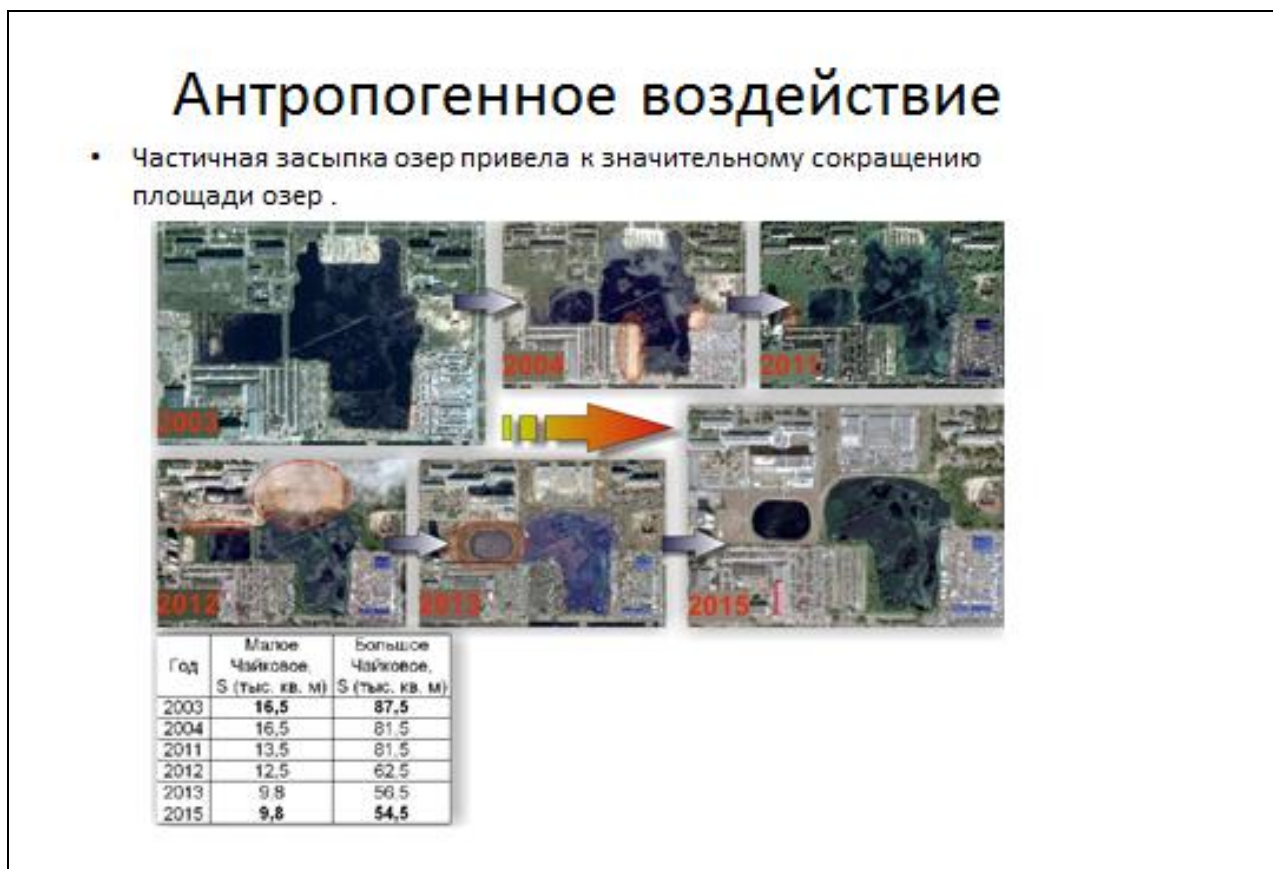 Антропогенное воздействие
• Частичная засыпка озер привела к значительному сокращению
площади озер .
2003
2004
2011
2012
2013
2015
Год
Малое
Чайковое,
S (тыс. кв. м)
Большое
Чайковое,
S (тыс. кв. м)
2003 16,5 87,5
2004 16,5 81,5
2011 13,5 81,5
2012 12,5 62,5
2013 9,8 56,5
2015 9,8 54,5